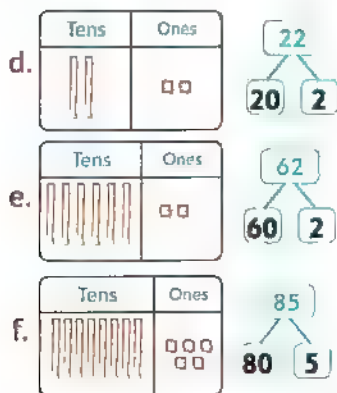 Tens Ones 22
d.
20 2
Tens Ones 62
e.
60 2
Tens Ones 85
f.
80 5